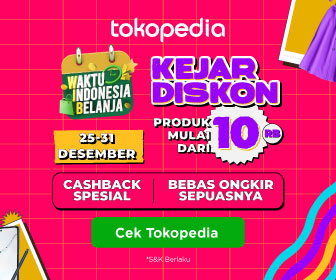 tokopedia
WAKTU
INDONESIA
BELANJA
KEJAR
DISKON
25-31
DESEMBER
PRODUK
MULAI
DARI
10 RB
CASHBACK
SPESIAL
BEBAS ONGKIR
SEPUASNYA
Cek Tokopedia
*S&K Berlaku